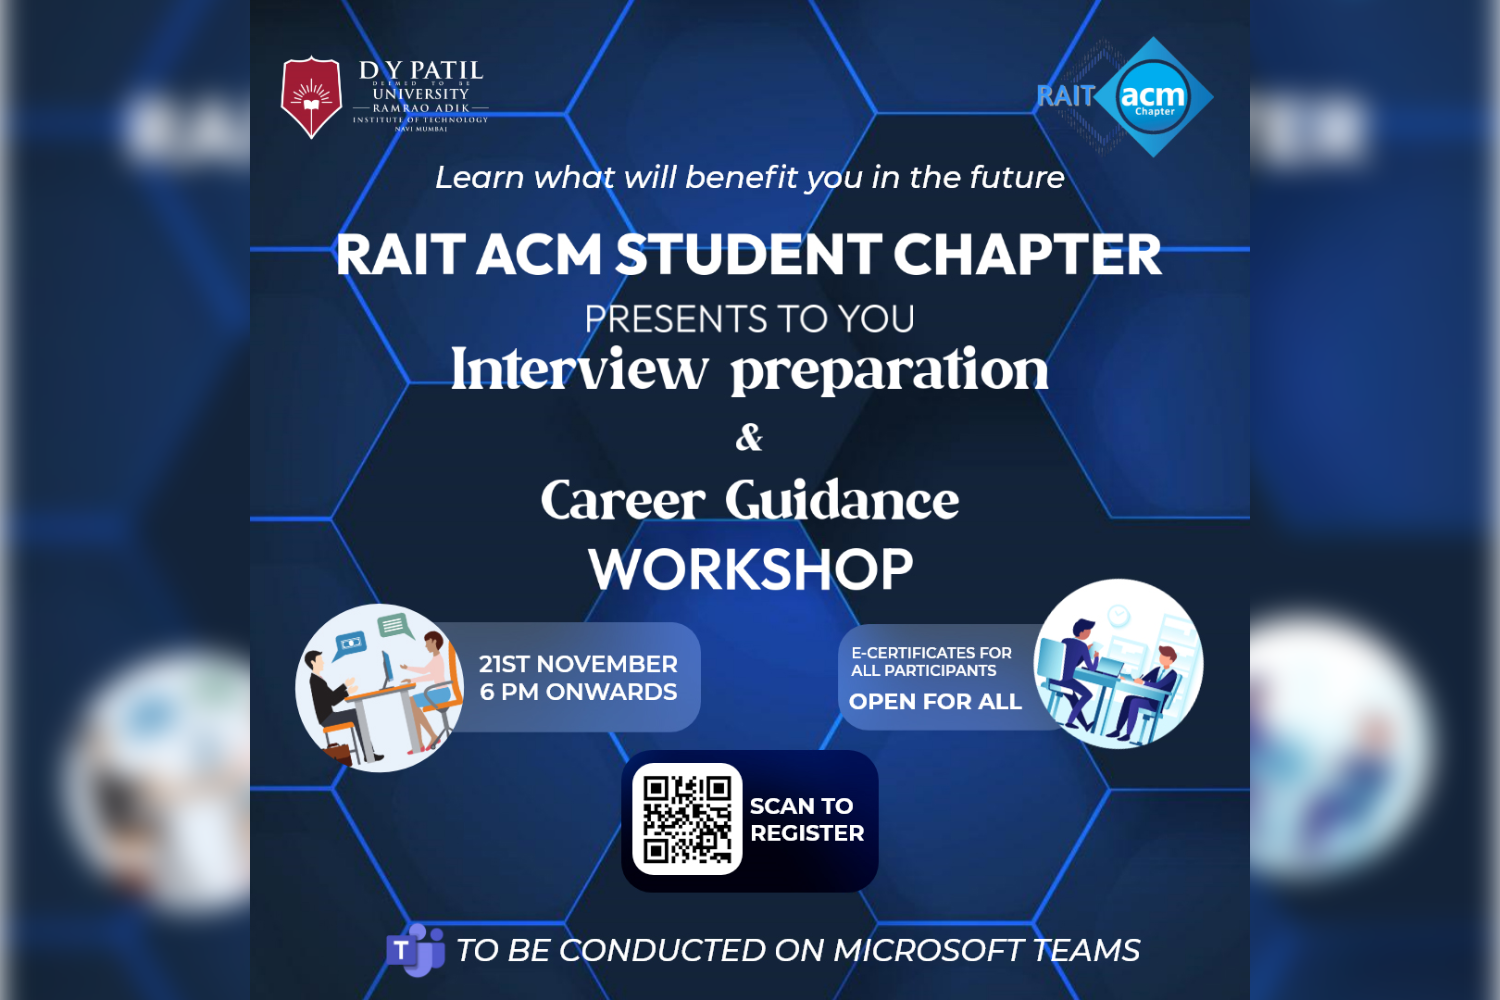 D Y PATIL
DEEMED TO BE
UNIVERSITY
RAMRAO ADIK
INSTITUTE OF TECHNOLOGY
NAVI MUMBAI
RAIT
acm
Chapter
Learn what will benefit you in the future
RAIT ACM STUDENT CHAPTER
PRESENTS TO YOU
Interview preparation
&
Career Guidance
WORKSHOP
21ST NOVEMBER
6 PM ONWARDS
E-CERTIFICATES FOR
ALL PARTICIPANTS
OPEN FOR ALL
SCAN TO
REGISTER
T
TO BE CONDUCTED ON MICROSOFT TEAMS